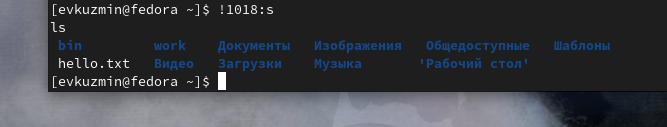 [evkuzmin@fedora ~]$ !1018:s
ls
bin work Документы Изображения Общедоступные Шаблоны
hello.txt Видео Загрузки Музыка 'Рабочий стол'
[evkuzmin@fedora ~]$